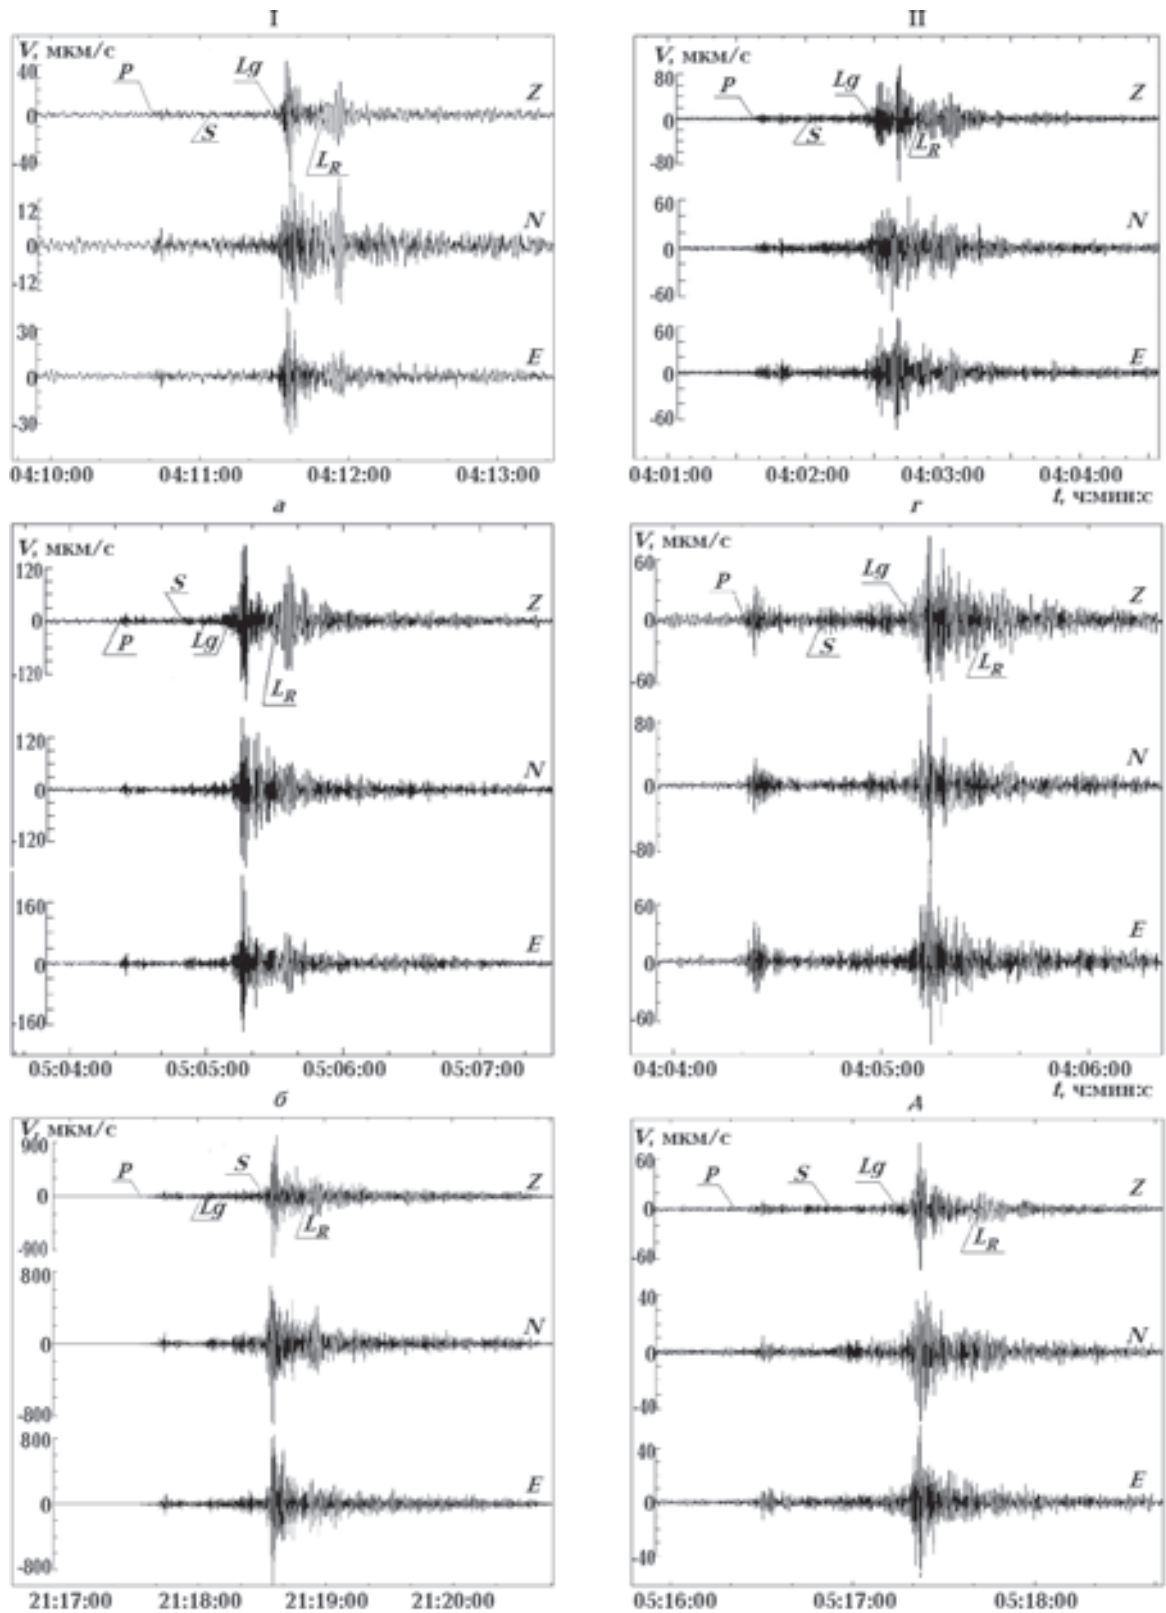 I
V, мкм/с
40
0
-40
P
S
Lg
L_R
Z
12
0
-12
N
30
0
-30
E
04:10:00 04:11:00 04:12:00 04:13:00
а
V, мкм/с
120
0
-120
P
S
Lg
L_R
Z
120
0
-120
N
160
0
-160
E
05:04:00 05:05:00 05:06:00 05:07:00
б
V, мкм/с
900
0
-900
P
Lg
S
L_R
Z
800
0
-800
N
800
0
-800
E
21:17:00 21:18:00 21:19:00 21:20:00
II
V, мкм/с
80
0
-80
P
S
Lg
L_R
Z
60
0
-60
N
60
0
-60
E
04:01:00 04:02:00 04:03:00 04:04:00
t, ч:мин:с
г
V, мкм/с
60
0
-60
P
S
Lg
L_R
Z
80
0
-80
N
60
0
-60
E
04:04:00 04:05:00 04:06:00
t, ч:мин:с
д
V, мкм/с
60
0
-60
P
S
Lg
L_R
Z
40
0
-40
N
40
0
-40
E
05:16:00 05:17:00 05:18:00